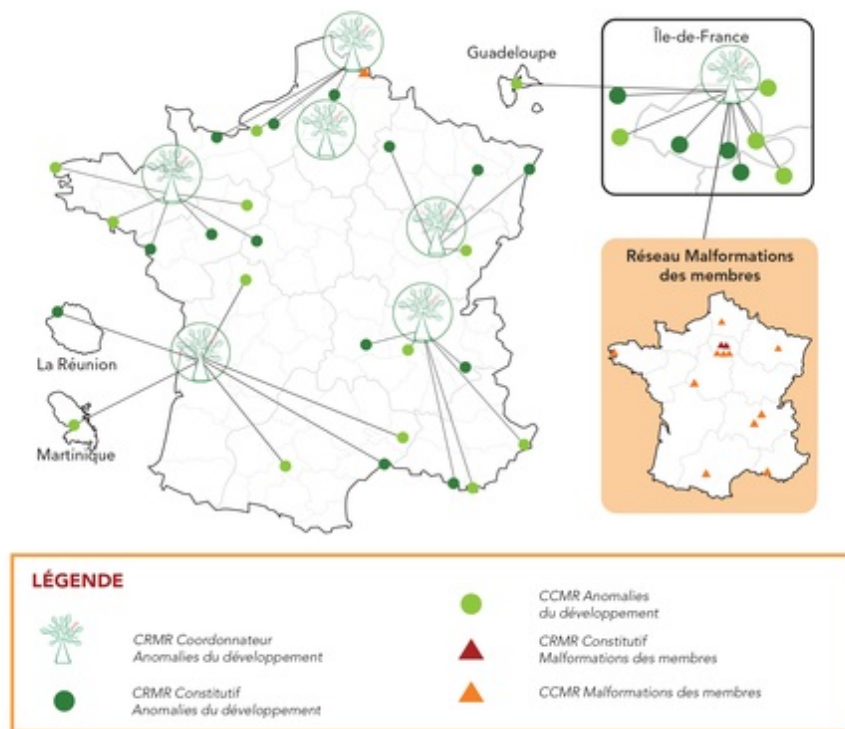 Guadeloupe
Île-de-France
Réseau Malformations
des membres
La Réunion
Martinique
LÉGENDE
CRMR Coordonnateur
Anomalies du développement
CRMR Constitutif
Anomalies du développement
CCMR Anomalies
du développement
CRMR Constitutif
Malformations des membres
CCMR Malformations des membres